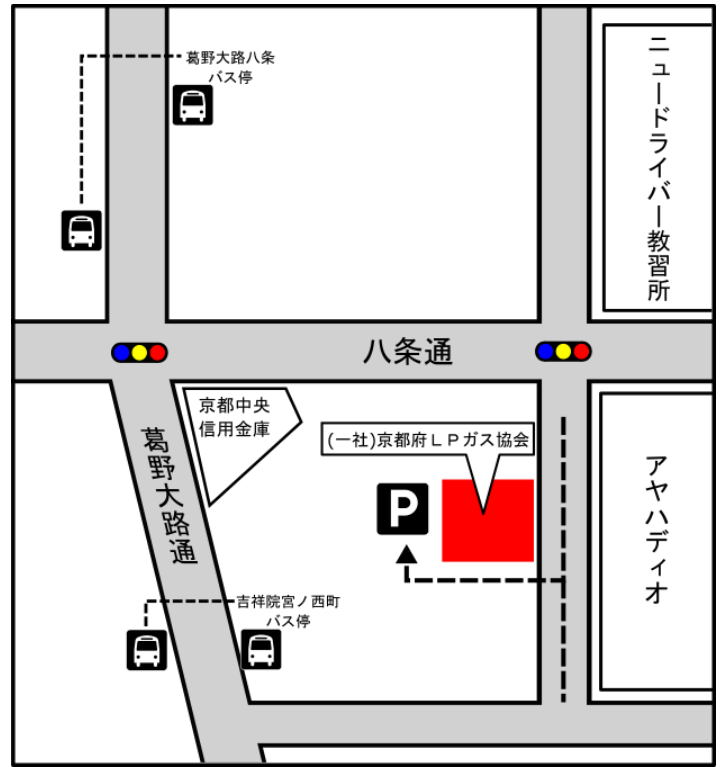 葛野大路八条
バス停
ニュードライバー教習所
八条通
京都中央
信用金庫
(一社)京都府LPガス協会
葛野大路通
P
アヤハディオ
吉祥院宮ノ西町
バス停